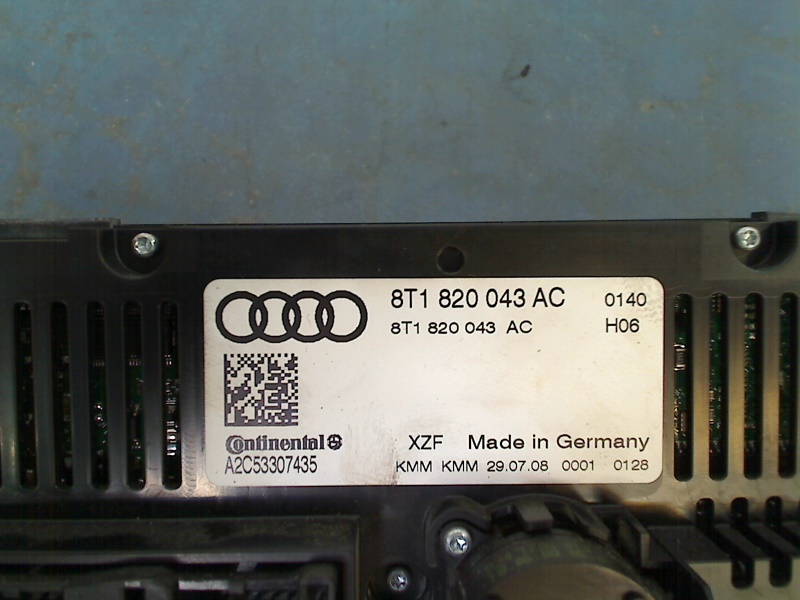 8T1 820 043 AC 0140
8T1 820 043 AC H06
Continental
XZF Made in Germany
A2C53307435
KMM KMM 29.07.08 0001 0128